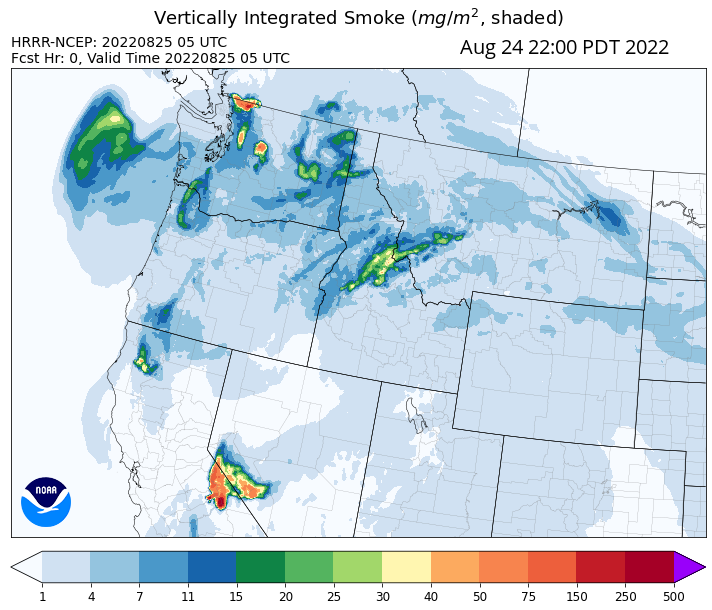 Vertically Integrated Smoke (mg/m², shaded)
HRRR-NCEP: 20220825 05 UTC
Fcst Hr: 0, Valid Time 20220825 05 UTC
Aug 24 22:00 PDT 2022
NOAA
1 4 7 11 15 20 25 30 40 50 75 150 250 500